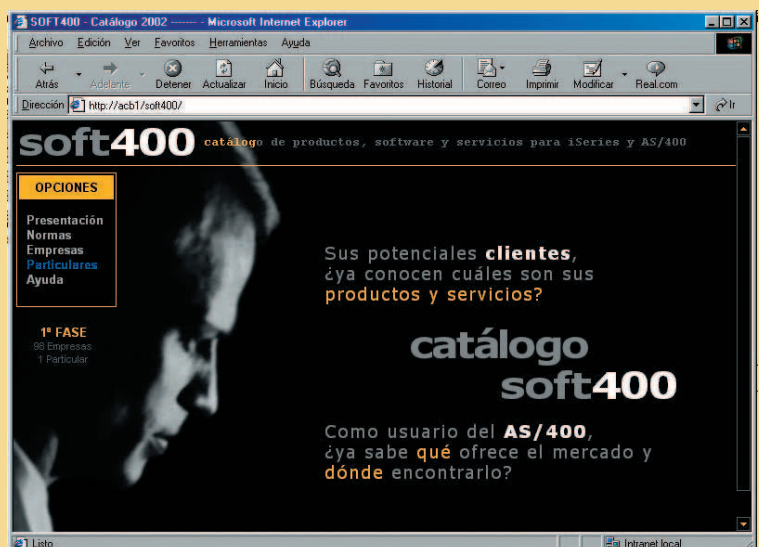 SOFT400 - Catálogo 2002 ------- - Microsoft Internet Explorer
Archivo Edición Ver Favoritos Herramientas Ayuda
Atrás Adelante Detener Actualizar Inicio Búsqueda Favoritos Historial Correo Imprimir Modificar Real.com
Dirección http://acb1/soft400/ Ir
soft400 catálogo de productos, software y servicios para iSeries y AS/400
OPCIONES
Presentación
Normas
Empresas
Particulares
Ayuda
1ª FASE
98 Empresas
1 Particular
Sus potenciales clientes,
¿ya conocen cuáles son sus
productos y servicios?
catálogo
soft400
Como usuario del AS/400,
¿ya sabe qué ofrece el mercado y
dónde encontrarlo?
Listo Intranet local